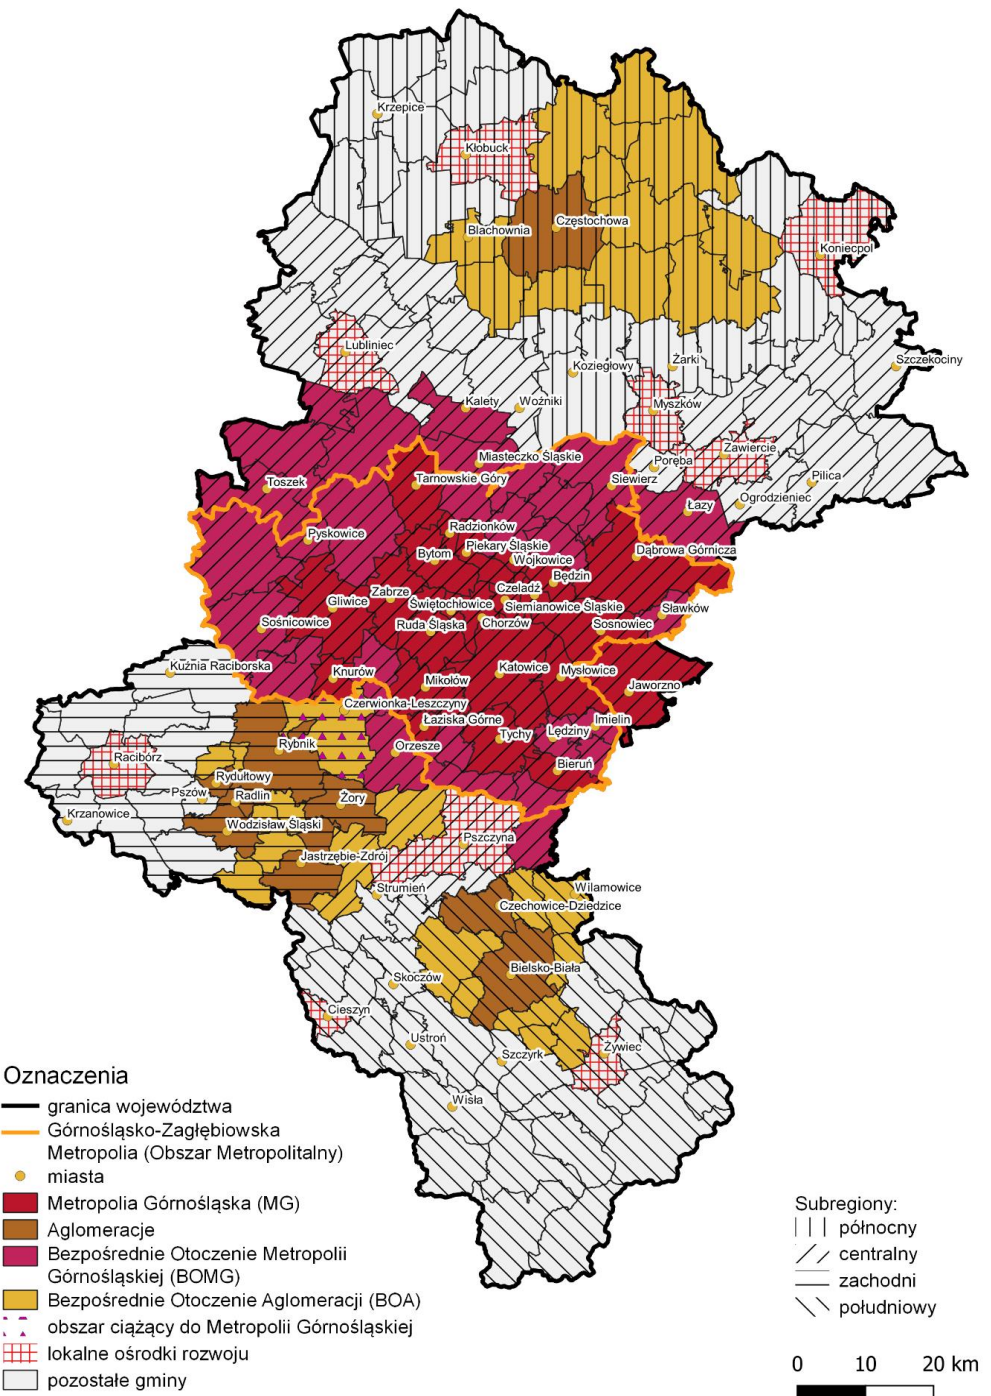 Krzepice
Kłobuck
Częstochowa
Blachownia
Koniecpol
Lubliniec
Koziegłowy
Żarki
Szczekociny
Kalety
Woźniki
Myszków
Zawiercie
Miasteczko Śląskie
Poręba
Toszek
Tarnowskie Góry
Siewierz
Pilica
Ogrodzieniec
Łazy
Radzionków
Pyskowice
Piekary Śląskie
Dąbrowa Górnicza
Bytom
Wojkowice
Będzin
Zabrze
Czeladź
Gliwice
Świętochłowice
Siemianowice Śląskie
Sławków
Sośnicowice
Ruda Śląska
Chorzów
Sosnowiec
Kuźnia Raciborska
Knurów
Mikołów
Katowice
Mysłowice
Jaworzno
Czerwionka-Leszczyny
Łaziska Górne
Imielin
Rybnik
Orzesze
Tychy
Lędziny
Racibórz
Bieruń
Rydułtowy
Pszów
Radlin
Żory
Krzanowice
Wodzisław Śląski
Pszczyna
Jastrzębie-Zdrój
Strumień
Wilamowice
Czechowice-Dziedzice
Skoczów
Bielsko-Biała
Cieszyn
Ustroń
Szczyrk
Żywiec
Wisła
Oznaczenia
granica województwa
Górnośląsko-Zagłębiowska
Metropolia (Obszar Metropolitalny)
miasta
Metropolia Górnośląska (MG)
Aglomeracje
Bezpośrednie Otoczenie Metropolii
Górnośląskiej (BOMG)
Bezpośrednie Otoczenie Aglomeracji (BOA)
obszar ciążący do Metropolii Górnośląskiej
lokalne ośrodki rozwoju
pozostałe gminy
Subregiony:
północny
centralny
zachodni
południowy
0 10 20 km